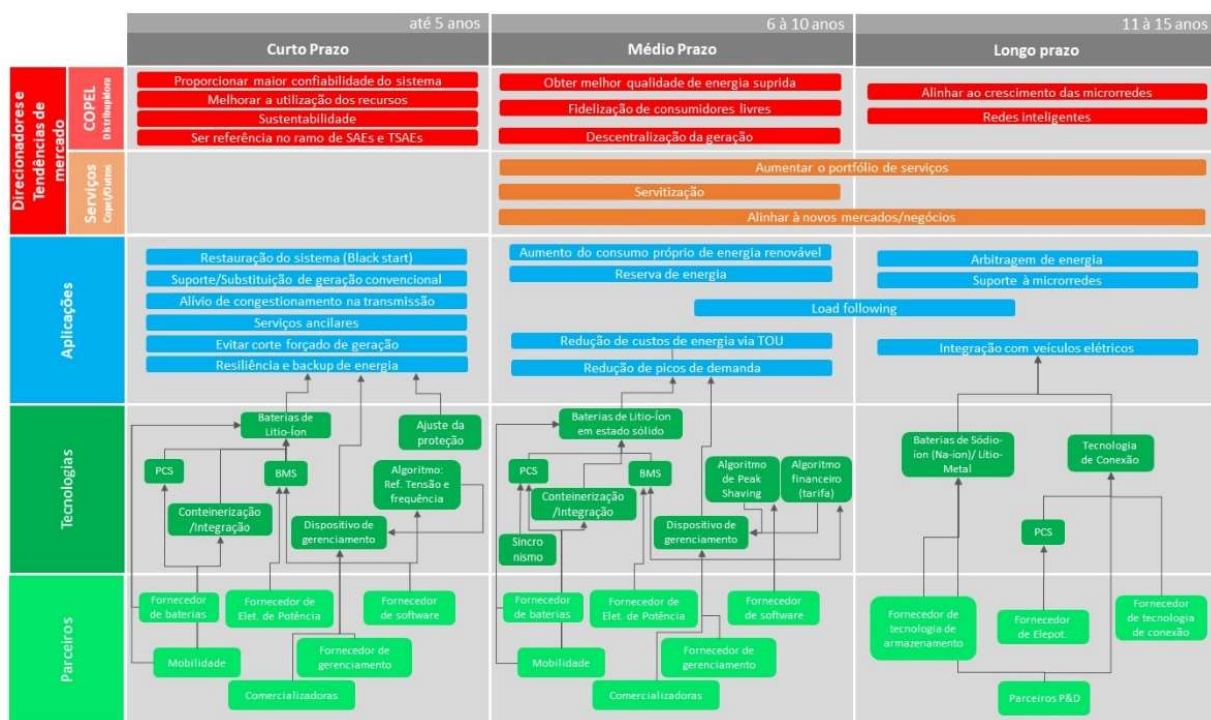 até 5 anos
6 à 10 anos
11 à 15 anos
Curto Prazo
Médio Prazo
Longo prazo
Direcionadores e
Tendências de
mercado
COPEL
Distribuidora
Proporcionar maior confiabilidade do sistema
Melhorar a utilização dos recursos
Sustentabilidade
Ser referência no ramo de SAEs e TSAEs
Obter melhor qualidade de energia suprida
Fidelização de consumidores livres
Descentralização da geração
Alinhar ao crescimento das microrredes
Redes inteligentes
Serviços
Copel/Outros
Aumentar o portfólio de serviços
Servitização
Alinhar à novos mercados/negócios
Aplicações
Restauração do sistema (Black start)
Suporte/Substituição de geração convencional
Alívio de congestionamento na transmissão
Serviços ancilares
Evitar corte forçado de geração
Resiliência e backup de energia
Aumento do consumo próprio de energia renovável
Reserva de energia
Load following
Redução de custos de energia via TOU
Redução de picos de demanda
Arbitragem de energia
Suporte à microrredes
Integração com veículos elétricos
Tecnologias
Baterias de
Litio-Íon
Ajuste da
proteção
PCS
BMS
Algoritmo:
Ref. Tensão e
frequência
Conteinerização
/Integração
Dispositivo de
gerenciamento
Baterias de Litio-Íon
em estado sólido
PCS
BMS
Algoritmo
de Peak
Shaving
Algoritmo
financeiro
(tarifa)
Conteinerização
/Integração
Dispositivo de
gerenciamento
Sincro
nismo
Baterias de Sódio-
íon (Na-ion)/ Lítio-
Metal
Tecnologia
de Conexão
PCS
Parceiros
Fornecedor
de baterias
Fornecedor de
Elet. de Potência
Fornecedor
de software
Mobilidade
Fornecedor de
gerenciamento
Comercializadoras
Fornecedor
de baterias
Fornecedor de
Elet. de Potência
Fornecedor
de software
Mobilidade
Fornecedor de
gerenciamento
Comercializadoras
Fornecedor de
tecnologia de
armazenamento
Fornecedor
de Elepot.
Fornecedor
de tecnologia
de conexão
Parceiros P&D